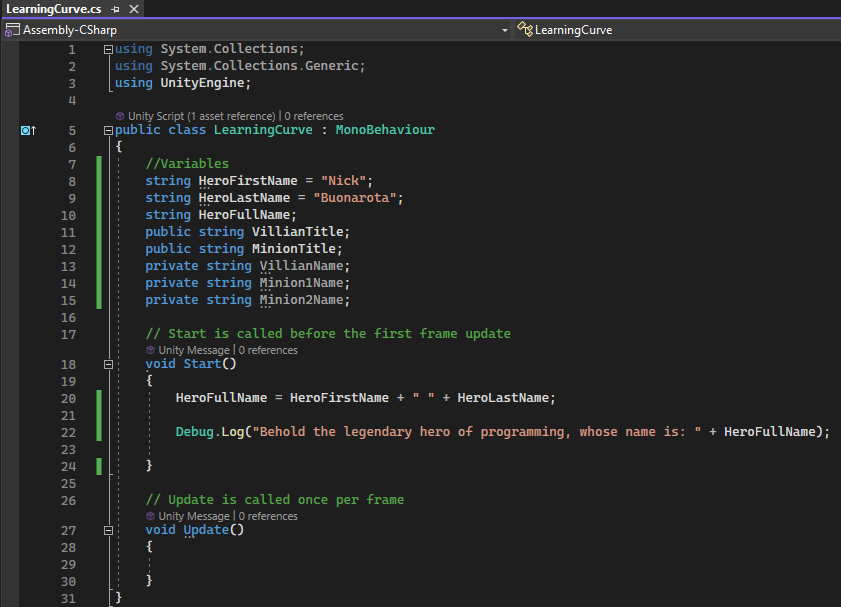 LearningCurve.cs
Assembly-CSharp LearningCurve
1 using System.Collections;
2 using System.Collections.Generic;
3 using UnityEngine;
4
Unity Script (1 asset reference) | 0 references
5 public class LearningCurve : MonoBehaviour
6 {
7 //Variables
8 string HeroFirstName = "Nick";
9 string HeroLastName = "Buonarota";
10 string HeroFullName;
11 public string VillianTitle;
12 public string MinionTitle;
13 private string VillianName;
14 private string Minion1Name;
15 private string Minion2Name;
16
17 // Start is called before the first frame update
Unity Message | 0 references
18 void Start()
19 {
20 HeroFullName = HeroFirstName + " " + HeroLastName;
21
22 Debug.Log("Behold the legendary hero of programming, whose name is: " + HeroFullName);
23
24 }
25
26 // Update is called once per frame
Unity Message | 0 references
27 void Update()
28 {
29
30 }
31 }